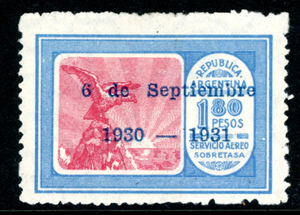 6 de Septiembre
1930 — 1931
REPUBLICA
ARGENTINA
1.80
PESOS
SERVICIO AEREO
SOBRETASA